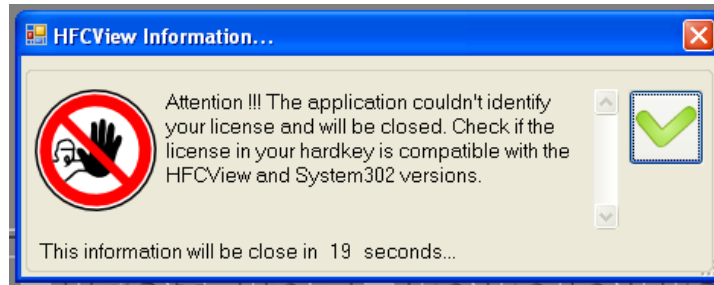 HFCView Information...
Attention !!! The application couldn't identify
your license and will be closed. Check if the
license in your hardkey is compatible with the
HFCView and System302 versions.
This information will be close in 19 seconds...